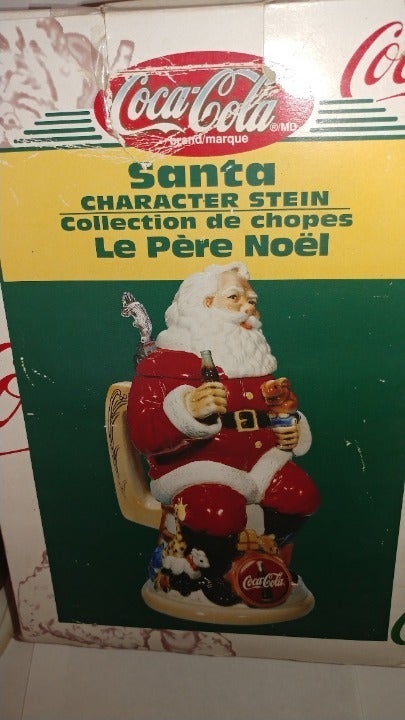 Coca-Cola
®/MD
brand/marque
Santa
CHARACTER STEIN
Collection de chopes
Le Père Noël
Coca-Cola